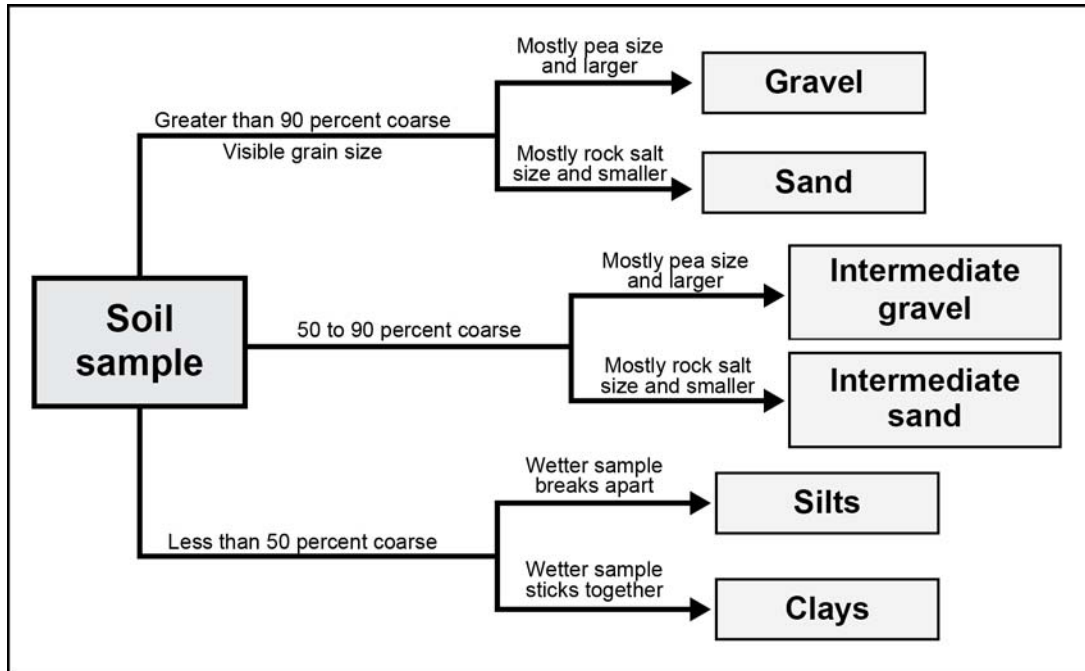 Mostly pea size
and larger
Gravel
Greater than 90 percent coarse
Visible grain size
Mostly rock salt
size and smaller
Sand
Soil
sample
50 to 90 percent coarse
Mostly pea size
and larger
Intermediate
gravel
Mostly rock salt
size and smaller
Intermediate
sand
Less than 50 percent coarse
Wetter sample
breaks apart
Silts
Wetter sample
sticks together
Clays